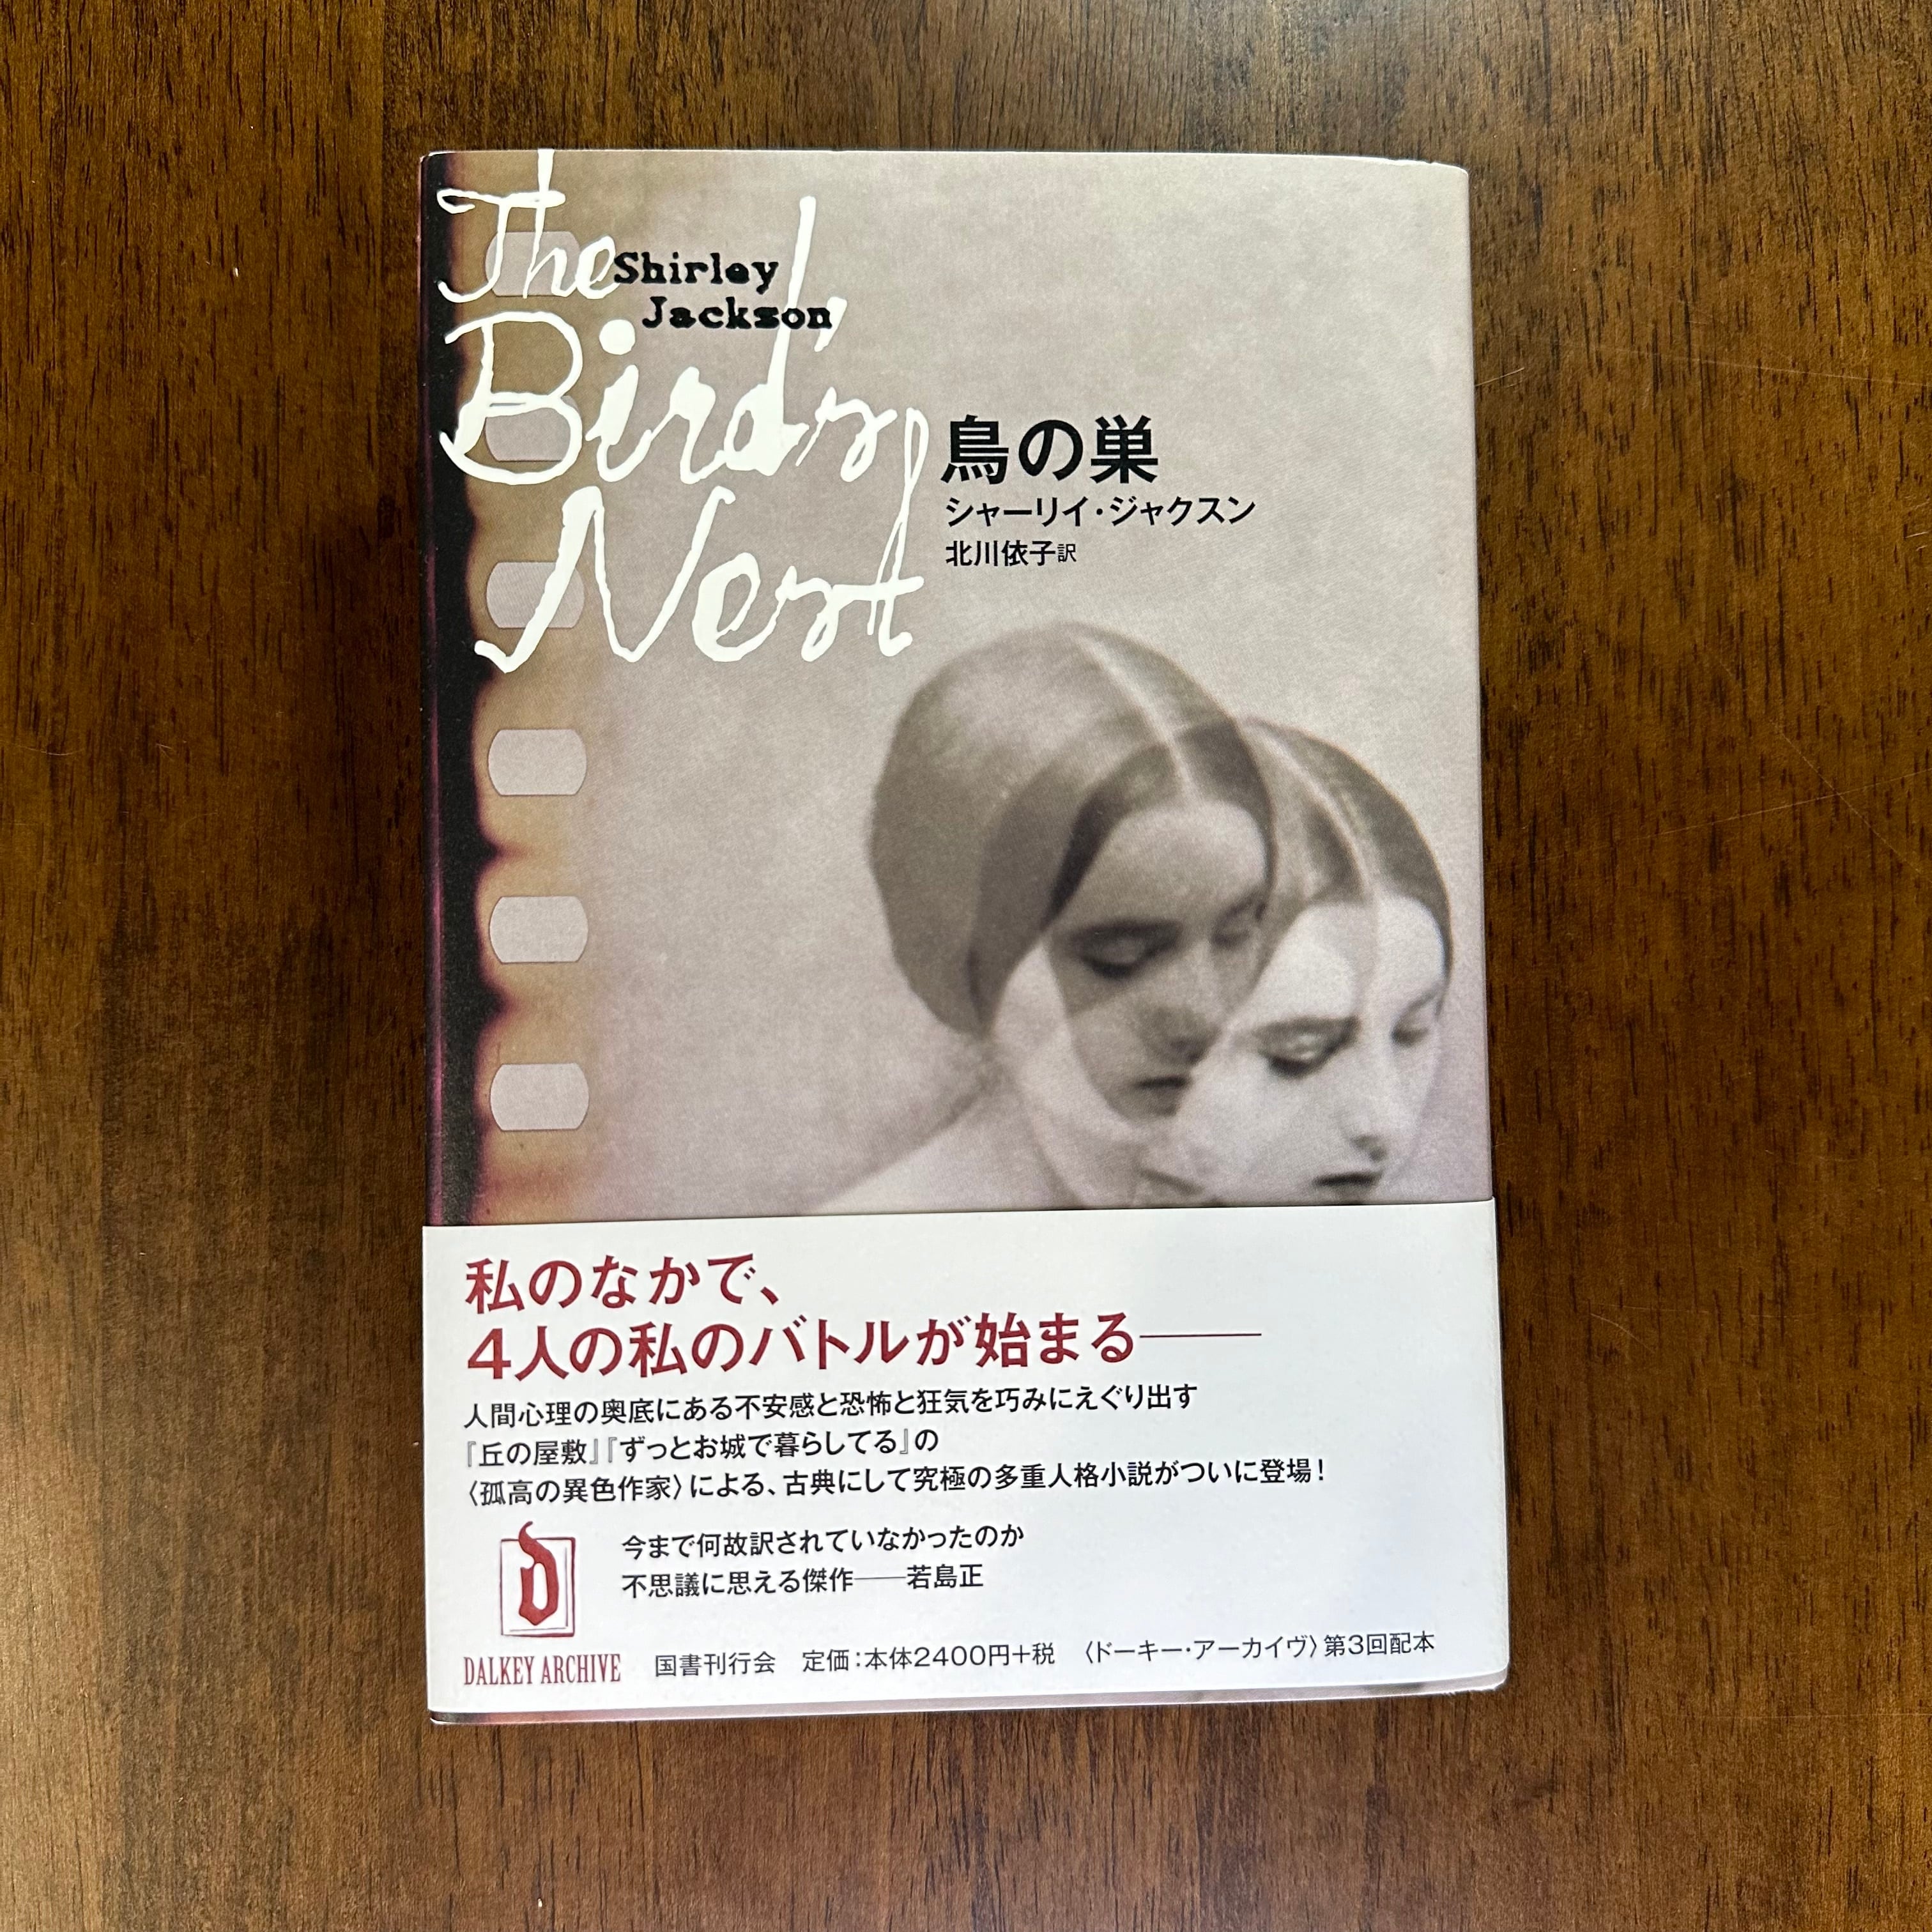 The
Shirley
Jackson
Bird's
Nest
鳥の巣
シャーリイ・ジャクスン
北川依子訳
私のなかで、
4人の私のバトルが始まる――
人間心理の奥底にある不安感と恐怖と狂気を巧みにえぐり出す
『丘の屋敷』『ずっとお城で暮らしてる』の
〈孤高の異色作家〉による、古典にして究極の多重人格小説がついに登場！
今まで何故訳されていなかったのか
不思議に思える傑作――若島正
D
DALKEY ARCHIVE
国書刊行会 定価：本体2400円+税 〈ドーキー・アーカイヴ〉第3回配本